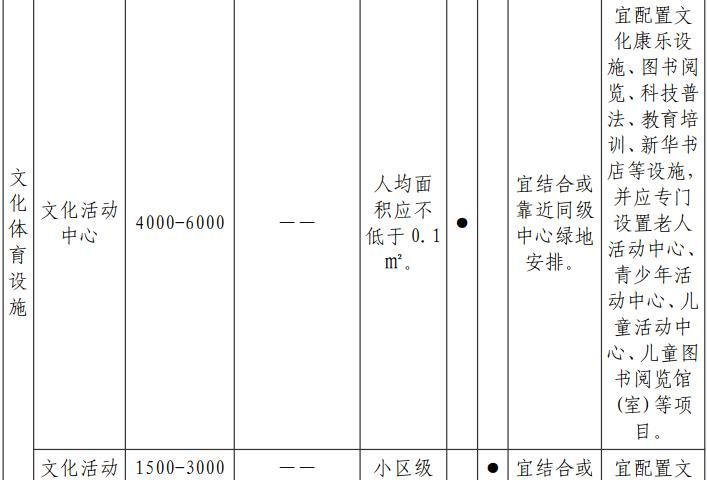 文
化
体
育
设
施
文化活动
中心
4000-6000
——
人均面
积应不
低于 0.1
㎡。
●
宜结合或
靠近同级
中心绿地
安排。
宜配置文
化康乐设
施、图书阅
览、科技普
法、教育培
训、新华书
店等设施,
并应专门
设置老人
活动中心、
青少年活
动中心、儿
童活动中
心、儿童图
书阅览馆
(室)等项
目。
文化活动
1500-3000
——
小区级
●
宜结合或
宜配置文